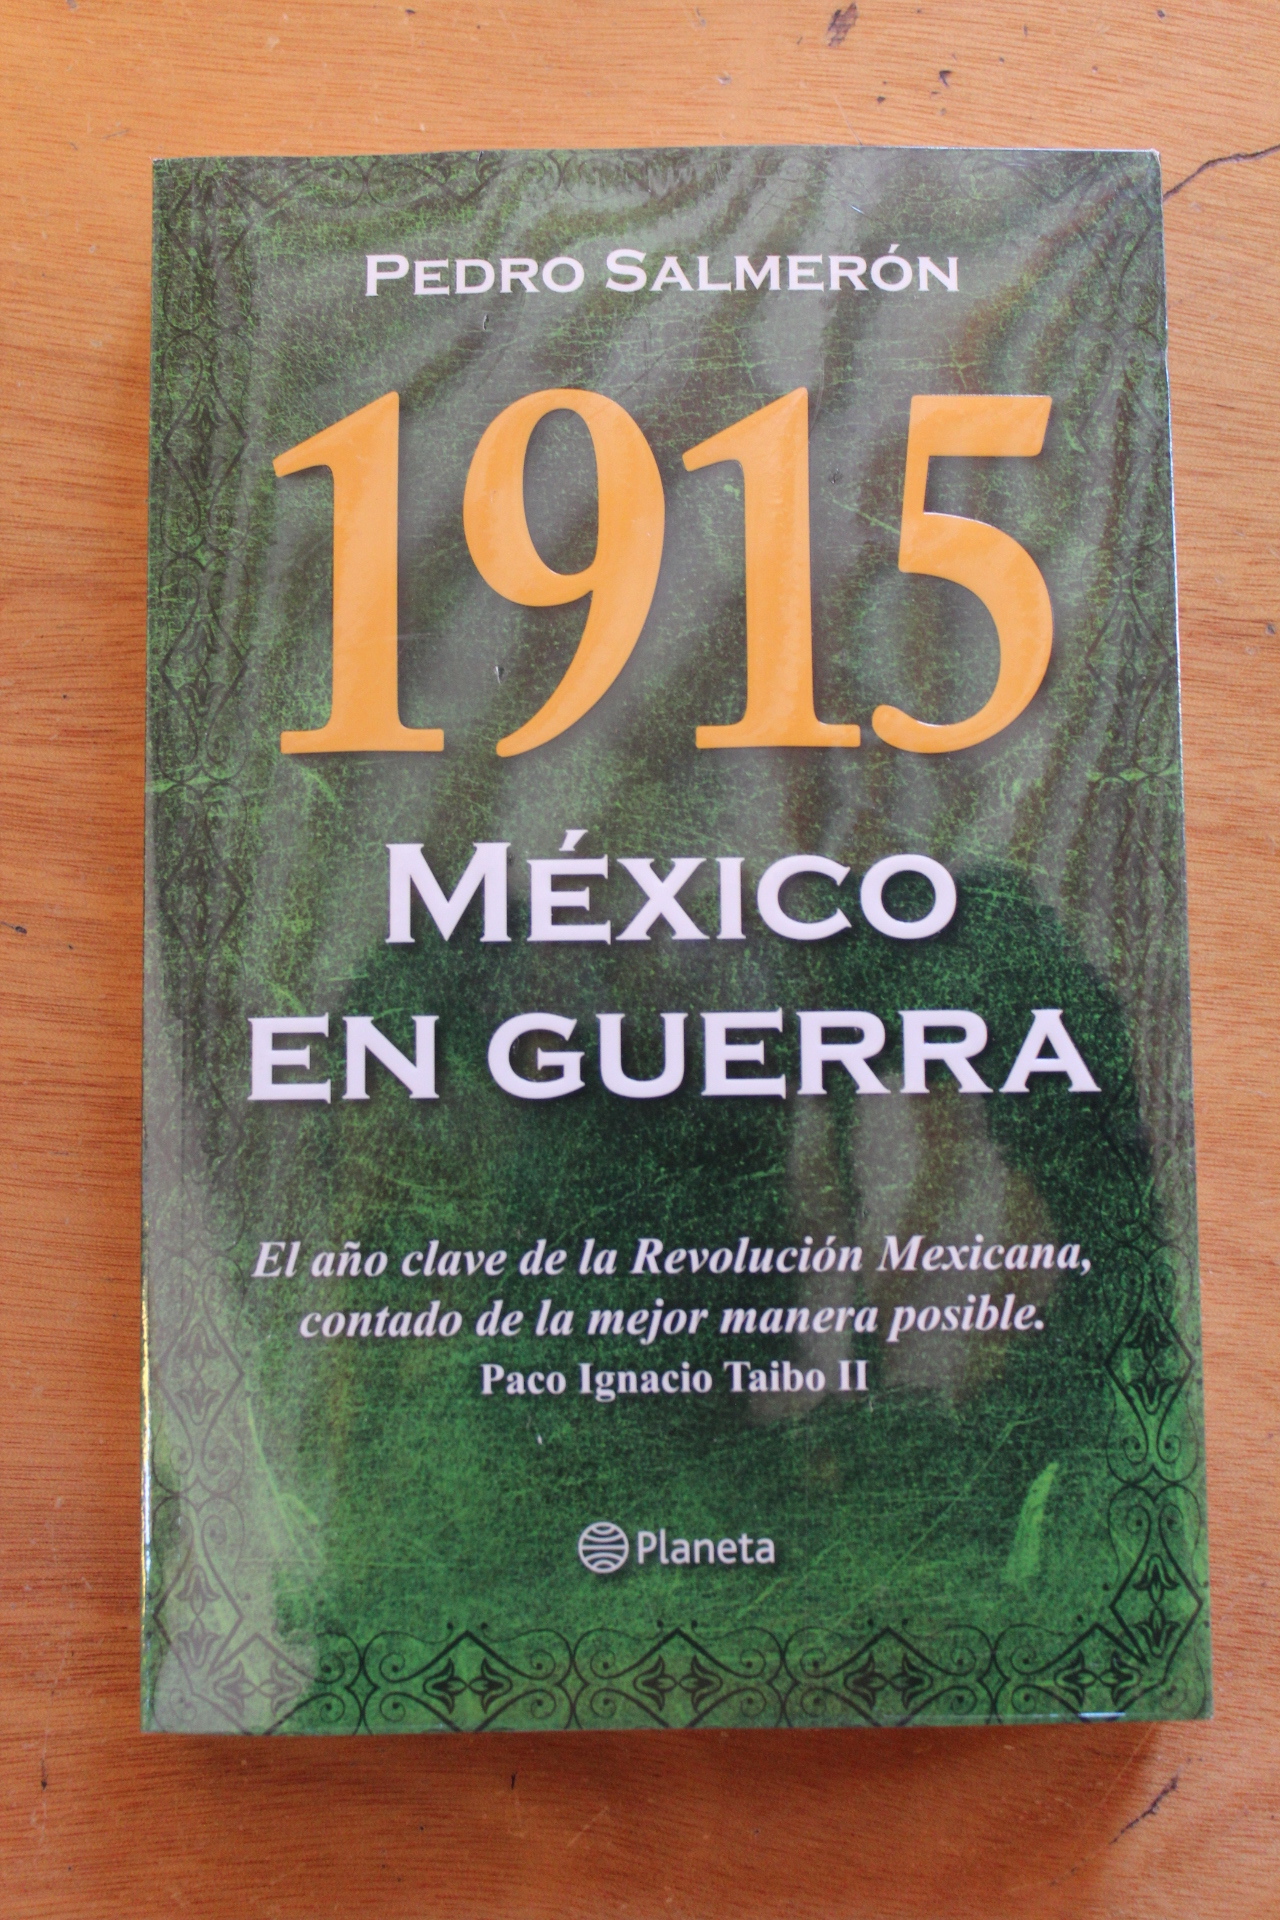 PEDRO SALMERÓN
1915
MÉXICO
EN GUERRA
El año clave de la Revolución Mexicana,
contado de la mejor manera posible.
Paco Ignacio Taibo II
Planeta